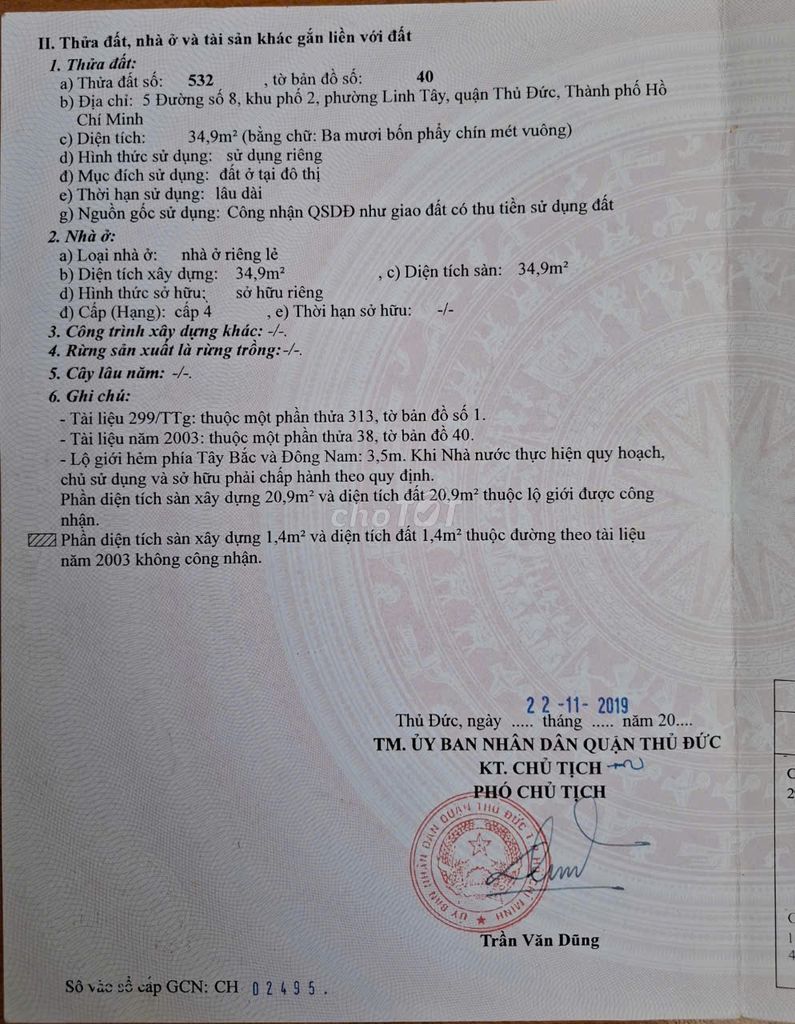 II. Thửa đất, nhà ở và tài sản khác gắn liền với đất
1. Thửa đất:
a) Thửa đất số: 532 , tờ bản đồ số: 40
b) Địa chỉ: 5 Đường số 8, khu phố 2, phường Linh Tây, quận Thủ Đức, Thành phố Hồ
Chí Minh
c) Diện tích: 34,9m² (bằng chữ: Ba mươi bốn phẩy chín mét vuông)
d) Hình thức sử dụng: sử dụng riêng
đ) Mục đích sử dụng: đất ở tại đô thị
e) Thời hạn sử dụng: lâu dài
g) Nguồn gốc sử dụng: Công nhận QSDĐ như giao đất có thu tiền sử dụng đất
2. Nhà ở:
a) Loại nhà ở: nhà ở riêng lẻ
b) Diện tích xây dựng: 34,9m² , c) Diện tích sàn: 34,9m²
d) Hình thức sở hữu: sở hữu riêng
đ) Cấp (Hạng): cấp 4 , e) Thời hạn sở hữu: -/-
3. Công trình xây dựng khác: -/-.
4. Rừng sản xuất là rừng trồng:-/-.
5. Cây lâu năm: -/-.
6. Ghi chú:
- Tài liệu 299/TTg: thuộc một phần thửa 313, tờ bản đồ số 1.
- Tài liệu năm 2003: thuộc một phần thửa 38, tờ bản đồ 40.
- Lộ giới hẻm phía Tây Bắc và Đông Nam: 3,5m. Khi Nhà nước thực hiện quy hoạch,
chủ sử dụng và sở hữu phải chấp hành theo quy định.
Phần diện tích sàn xây dựng 20,9m² và diện tích đất 20,9m² thuộc lộ giới được công
nhận.
choTOT
Phần diện tích sàn xây dựng 1,4m² và diện tích đất 1,4m² thuộc đường theo tài liệu
năm 2003 không công nhận.
22-11-2019
Thủ Đức, ngày ..... tháng ..... năm 20....
TM. ỦY BAN NHÂN DÂN QUẬN THỦ ĐỨC
KT. CHỦ TỊCH
PHÓ CHỦ TỊCH
ỦY BAN NHÂN DÂN QUẬN THỦ ĐỨC
Trần Văn Dũng
Số vào sổ cấp GCN: CH 02495.